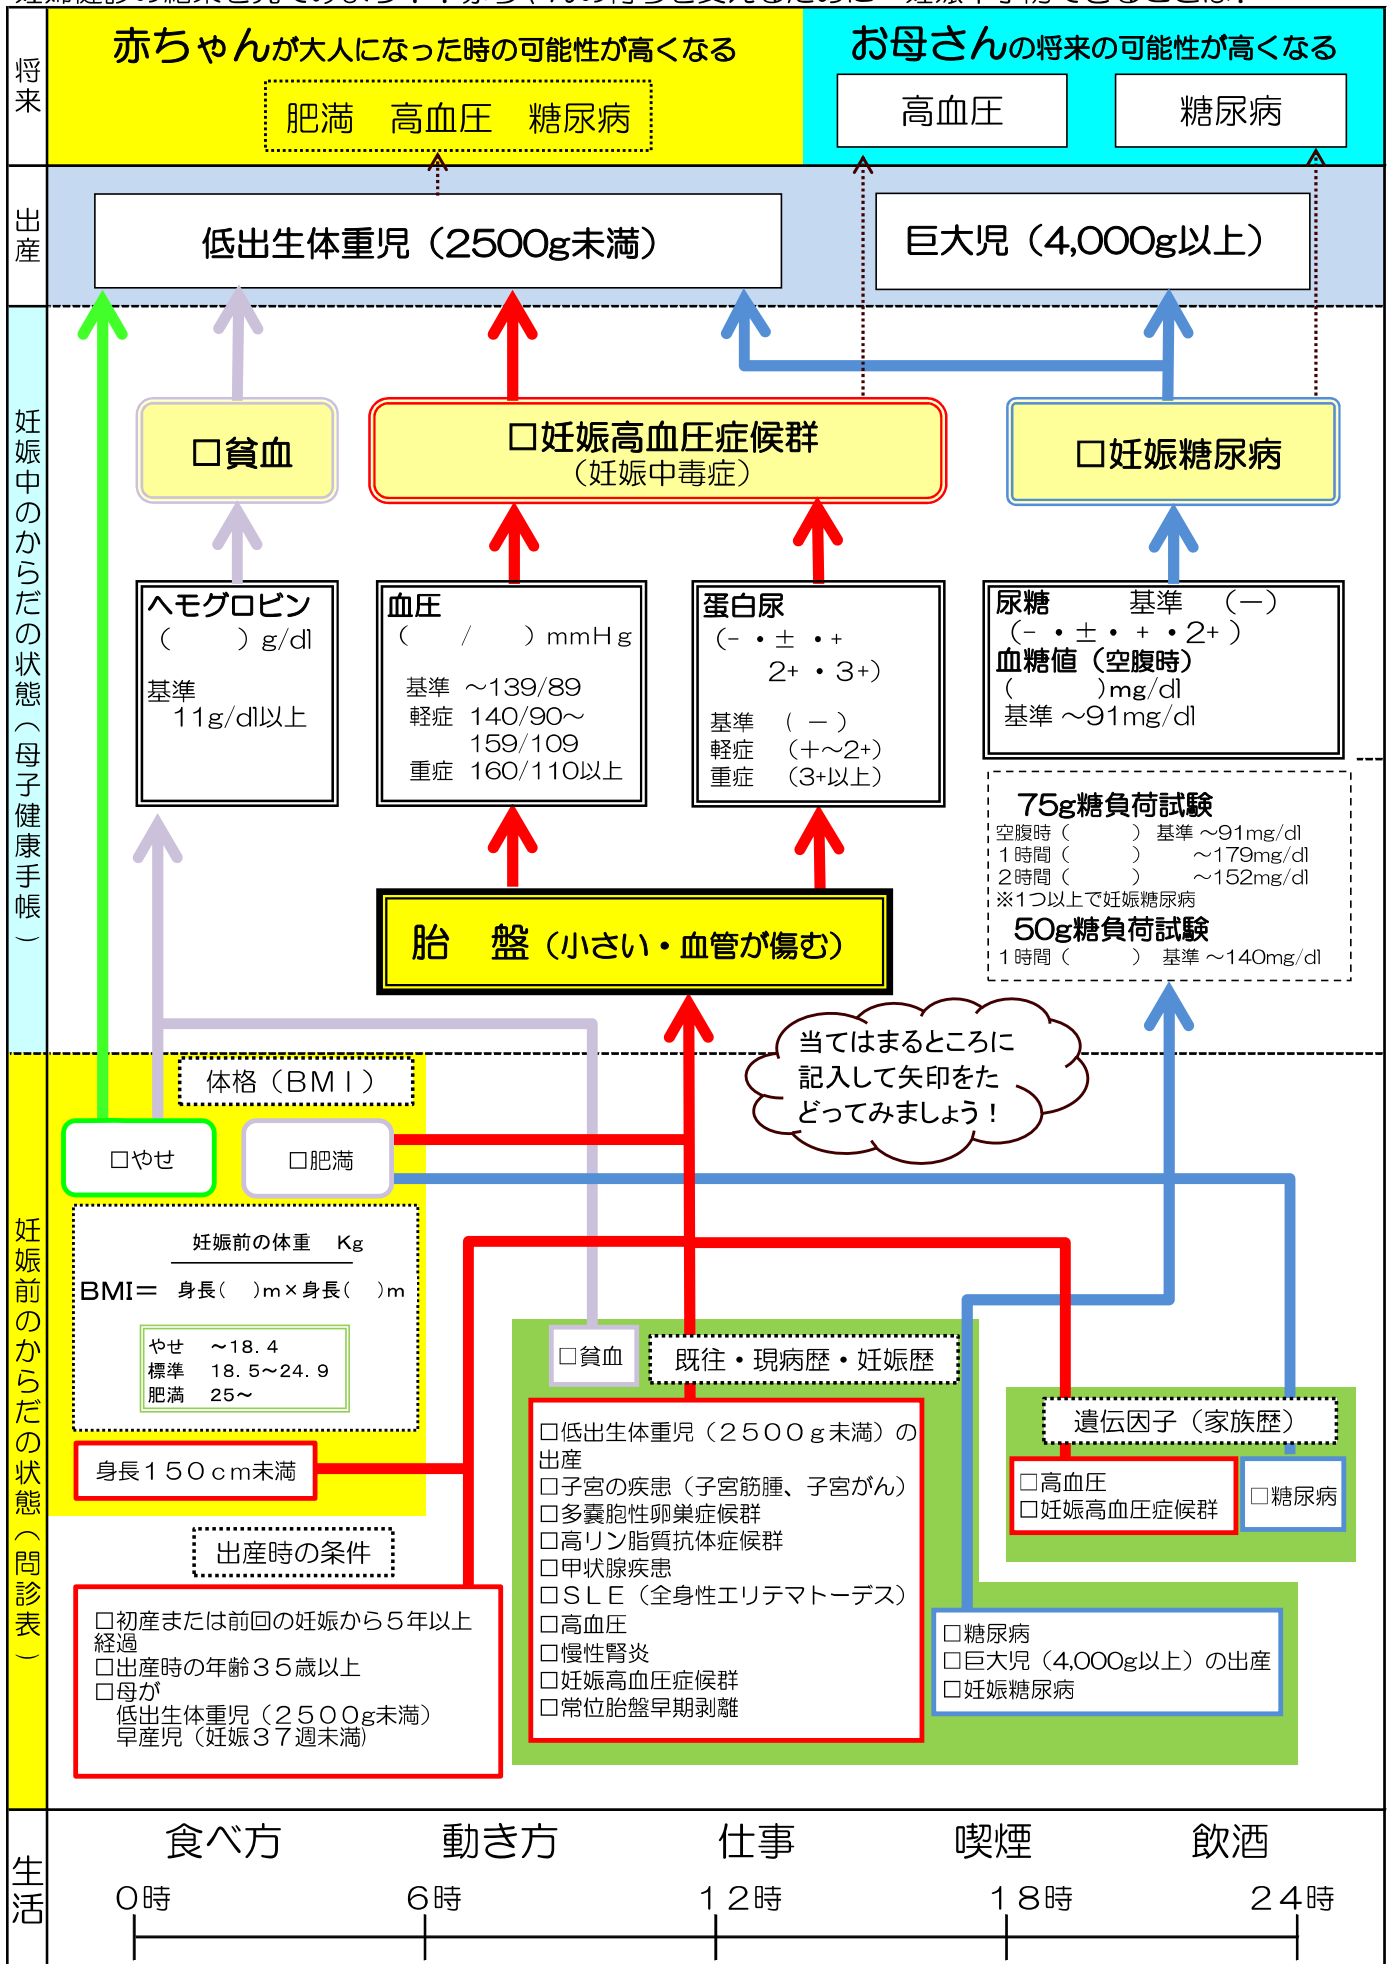 将来
赤ちゃんが大人になった時の可能性が高くなる
肥満　高血圧　糖尿病
お母さんの将来の可能性が高くなる
高血圧
糖尿病
出産
低出生体重児（2500g未満）
巨大児（4,000g以上）
妊娠中のからだの状態（母子健康手帳）
□貧血
□妊娠高血圧症候群
（妊娠中毒症）
□妊娠糖尿病
ヘモグロビン
（　　　）g/dl
基準
11g/dl以上
血圧
（　　/　　）mmHg
基準 ～139/89
軽症 140/90～
159/109
重症 160/110以上
蛋白尿
（- ・± ・+
2+ ・3+）
基準 （ － ）
軽症 （＋～2+）
重症 （3+以上）
尿糖　　基準 （－）
（- ・±・ + ・2+ ）
血糖値（空腹時）
（　　　)mg/dl
基準 ～91mg/dl
75g糖負荷試験
空腹時（　　　） 基準 ～91mg/dl
1時間（　　　） ～179mg/dl
2時間（　　　） ～152mg/dl
※1つ以上で妊娠糖尿病
50g糖負荷試験
1時間（　　　） 基準 ～140mg/dl
胎　盤（小さい・血管が傷む）
当てはまるところに
記入して矢印をた
どってみましょう！
妊娠前のからだの状態（問診表）
体格（ＢＭＩ）
□やせ
□肥満
妊娠前の体重　Kg
BMI＝ 身長(　)m×身長(　)m
やせ　～18．4
標準　18．5～24．9
肥満　25～
身長１５０ｃｍ未満
出産時の条件
□初産または前回の妊娠から５年以上
経過
□出産時の年齢３５歳以上
□母が
低出生体重児（２５００g未満）
早産児（妊娠３７週未満)
□貧血
既往・現病歴・妊娠歴
□低出生体重児（２５００ｇ未満）の
出産
□子宮の疾患（子宮筋腫、子宮がん）
□多嚢胞性卵巣症候群
□高リン脂質抗体症候群
□甲状腺疾患
□ＳＬＥ（全身性エリテマトーデス）
□高血圧
□慢性腎炎
□妊娠高血圧症候群
□常位胎盤早期剥離
遺伝因子（家族歴）
□高血圧
□妊娠高血圧症候群
□糖尿病
□糖尿病
□巨大児（4,000g以上）の出産
□妊娠糖尿病
生活
食べ方　動き方　仕事　喫煙　飲酒
０時　６時　１２時　１８時　２４時